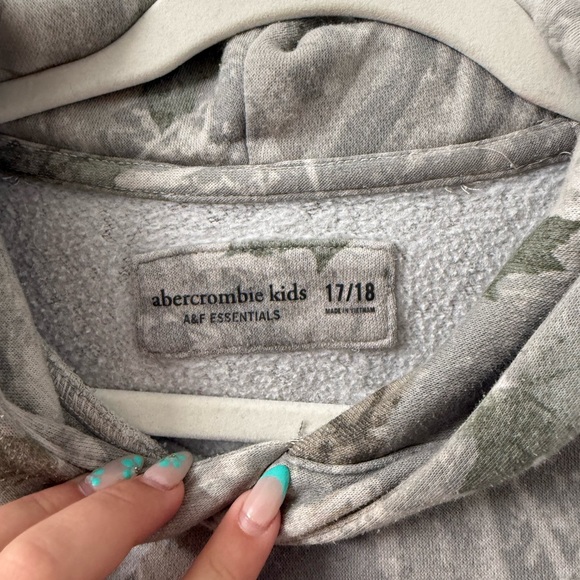 abercrombie kids 17/18
A&F ESSENTIALS MADE IN VIETNAM